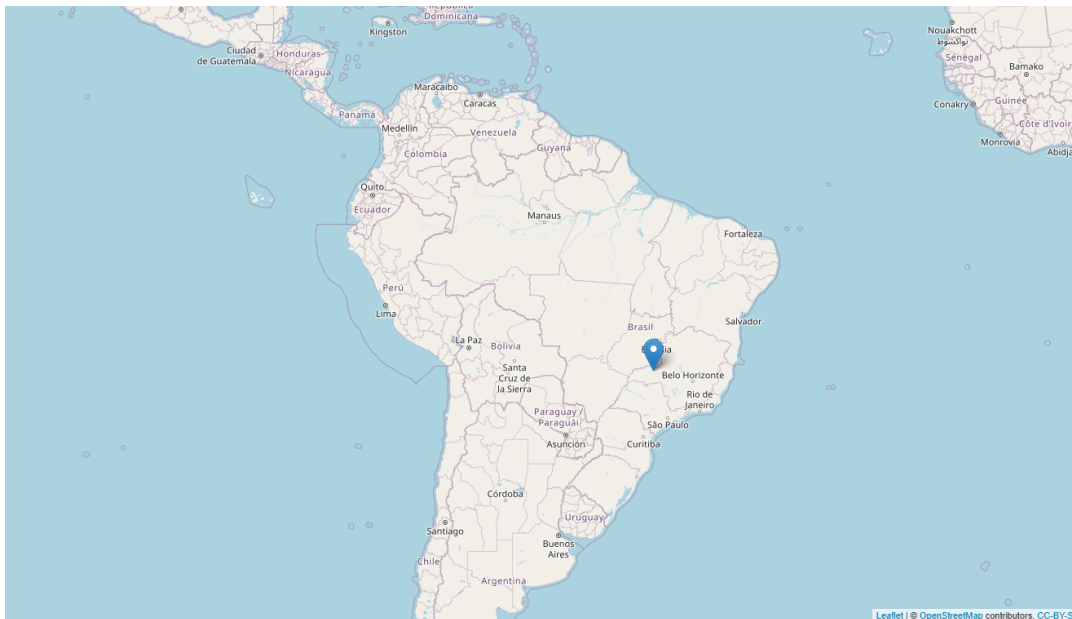 República
Dominicana
Kingston
Ciudad
de Guatemala
Honduras
Nicaragua
Panamá
Maracaibo
Caracas
Medellín
Venezuela
Colombia
Guyana
Quito
Ecuador
Manaus
Fortaleza
Perú
Lima
La Paz
Bolivia
Santa
Cruz de
la Sierra
Brasil
Salvador
Belo Horizonte
Rio de
Janeiro
São Paulo
Curitiba
Paraguay /
Paraguái
Asunción
Córdoba
Uruguay
Santiago
Buenos
Aires
Chile
Argentina
Nouakchott
نواكشوط
Sénégal
Bamako
Conakry
Guinée
Côte d'Ivoir
Monrovia
Abidja
Leaflet | © OpenStreetMap contributors, CC-BY-S